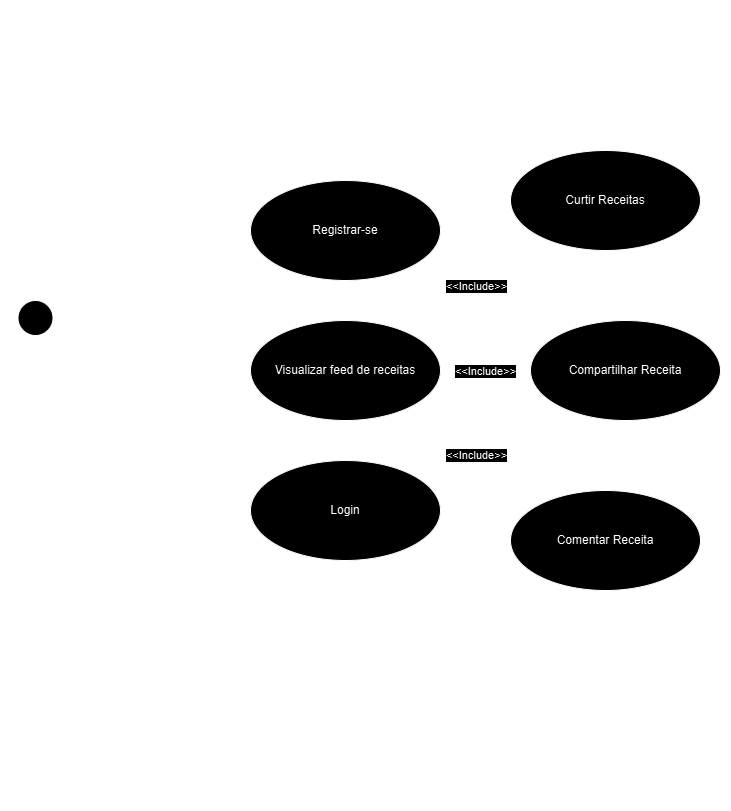 Curtir Receitas
Registrar-se
<<Include>>
Visualizar feed de receitas
<<Include>>
Compartilhar Receita
<<Include>>
Login
Comentar Receita